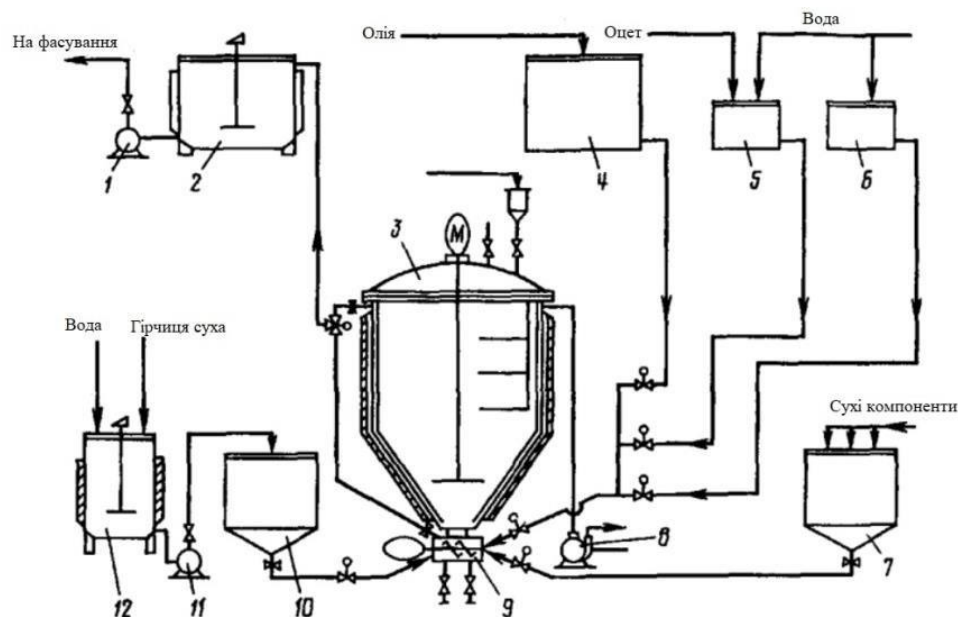 Олія
Оцет
Вода
На фасування
1
2
4
5
6
3
М
Вода
Гірчиця суха
Сухі компоненти
12
11
10
9
8
7